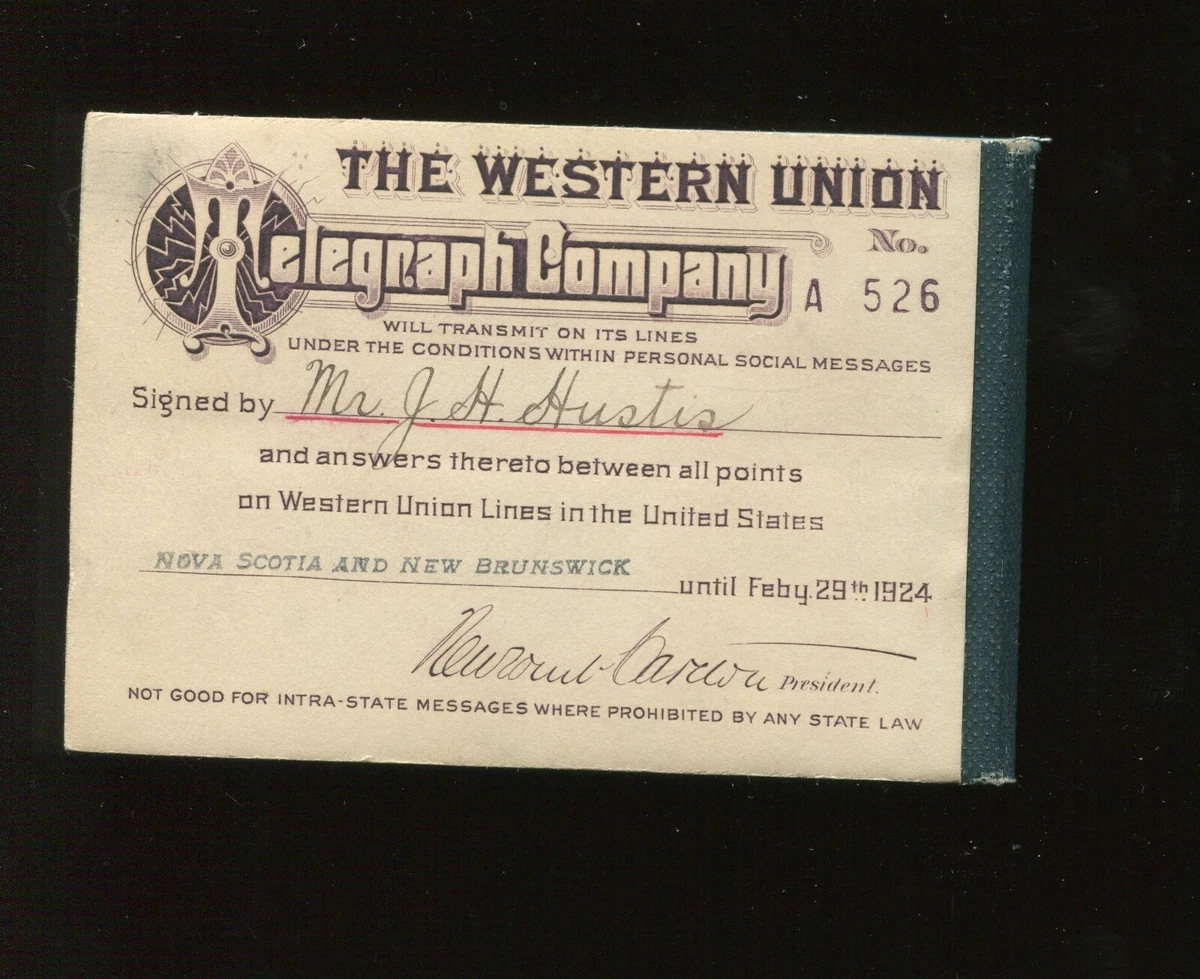 THE WESTERN UNION
Telegraph Company
No.
A 526
WILL TRANSMIT ON ITS LINES
UNDER THE CONDITIONS WITHIN PERSONAL SOCIAL MESSAGES
Signed by Mr. J. H. Hustis
and answers thereto between all points
on Western Union Lines in the United States
NOVA SCOTIA AND NEW BRUNSWICK until Feby. 29th 1924
Newcomb Carlton President.
NOT GOOD FOR INTRA-STATE MESSAGES WHERE PROHIBITED BY ANY STATE LAW